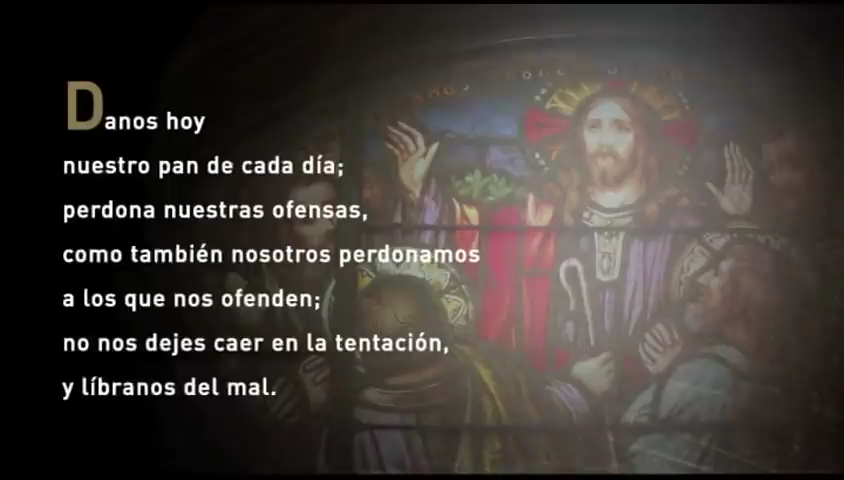 Danos hoy
nuestro pan de cada día;
perdona nuestras ofensas,
como también nosotros perdonamos
a los que nos ofenden;
no nos dejes caer en la tentación,
y líbranos del mal.